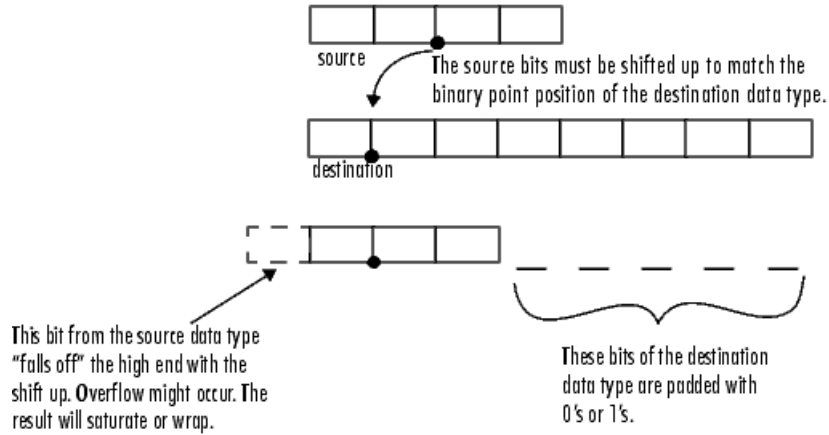 source
The source bits must be shifted up to match the
binary point position of the destination data type.
destination
This bit from the source data type
“falls off” the high end with the
shift up. Overflow might occur. The
result will saturate or wrap.
These bits of the destination
data type are padded with
0's or 1's.